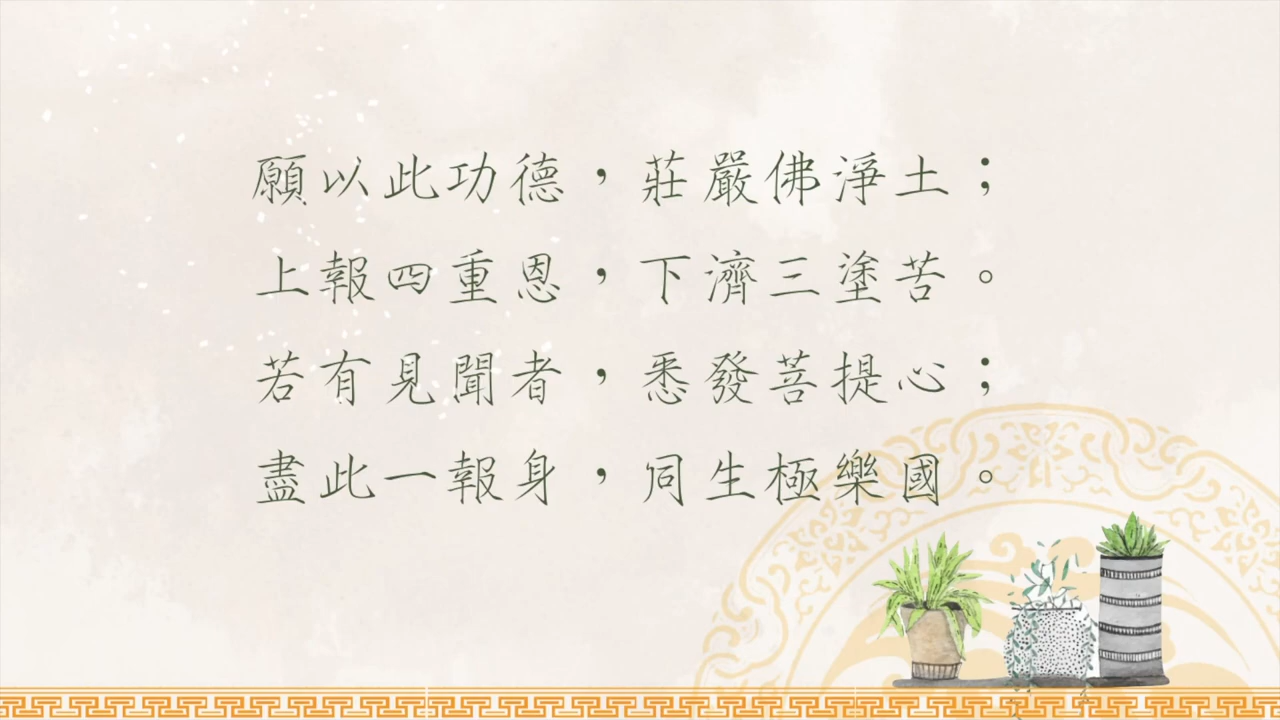 願以此功德，莊嚴佛淨土；
上報四重恩，下濟三塗苦。
若有見聞者，悉發菩提心；
盡此一報身，同生極樂國。